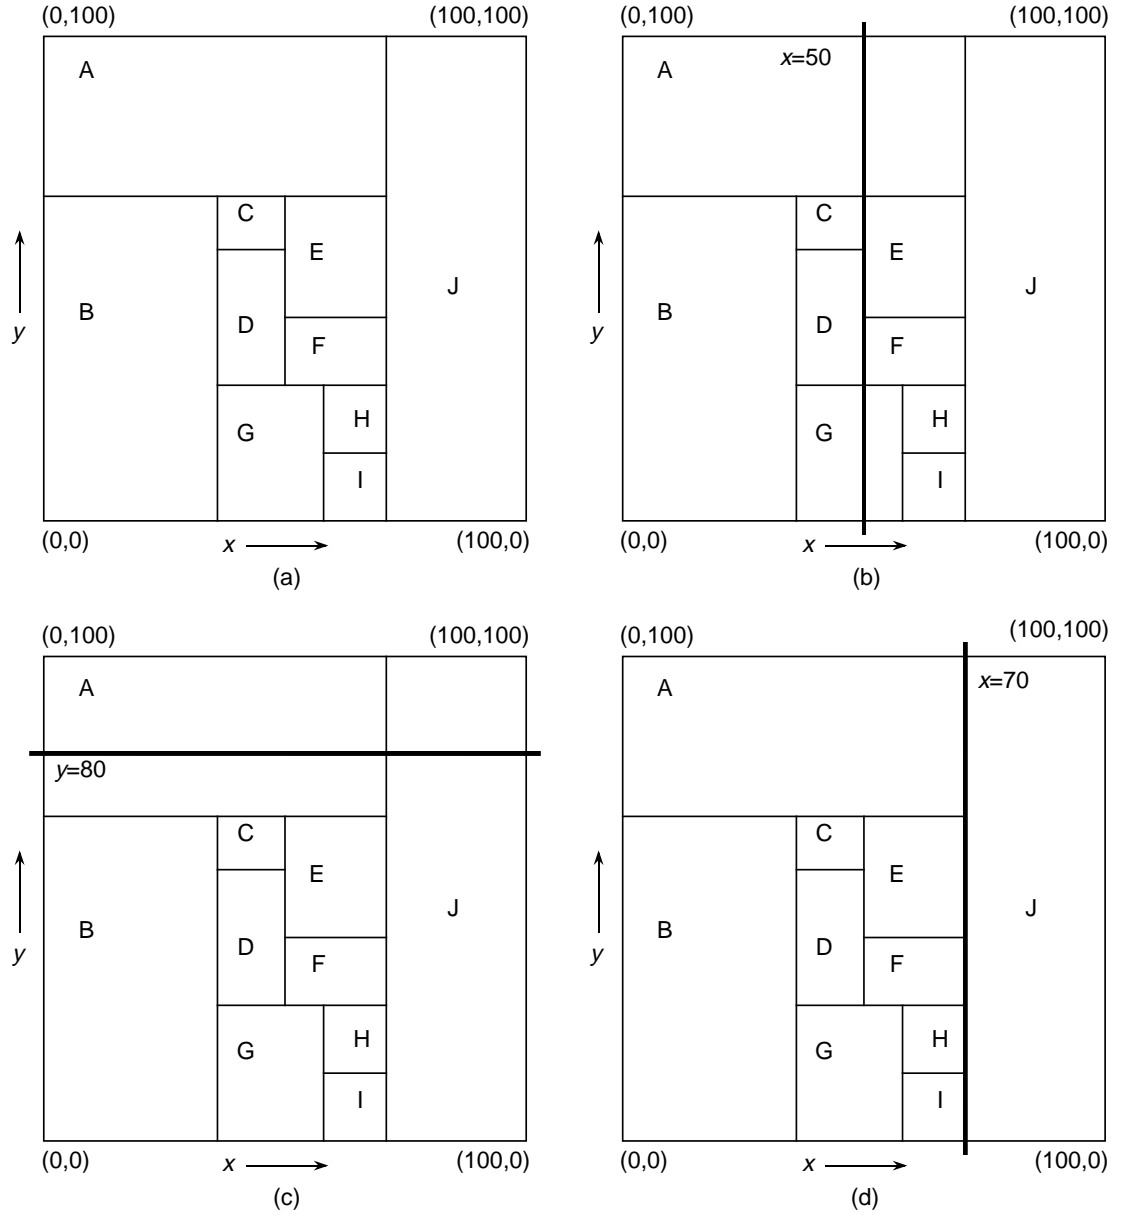 (0,100) (100,100)
A
C
E
J
B
D
F
y
H
G
I
(0,0) x (100,0)
(a)
(0,100) (100,100)
x=50
A
C
E
J
B
D
F
y
H
G
I
(0,0) x (100,0)
(b)
(0,100) (100,100)
A
y=80
C
E
J
B
D
y
F
H
G
I
(0,0) x (100,0)
(c)
(0,100) (100,100)
x=70
A
C
E
J
B
D
y
F
H
G
I
(0,0) x (100,0)
(d)